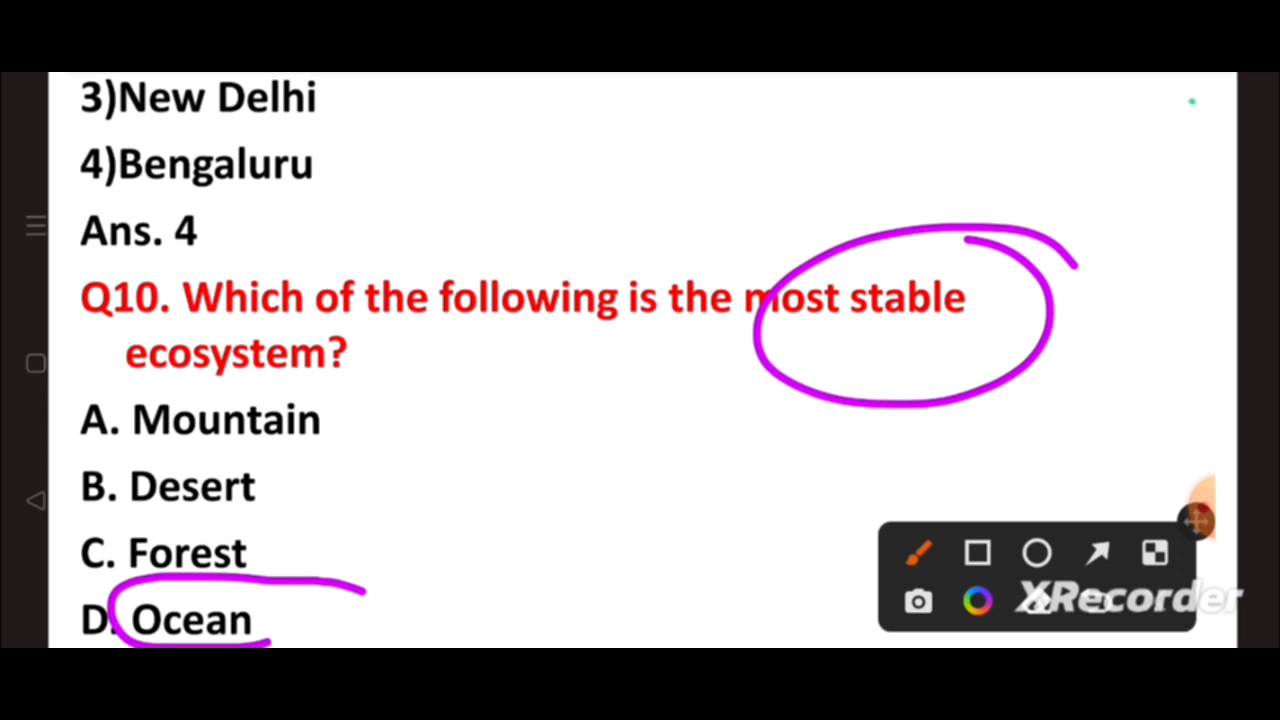 3)New Delhi
4)Bengaluru
Ans. 4
Q10. Which of the following is the most stable
ecosystem?
A. Mountain
B. Desert
C. Forest
D. Ocean
XRecorder